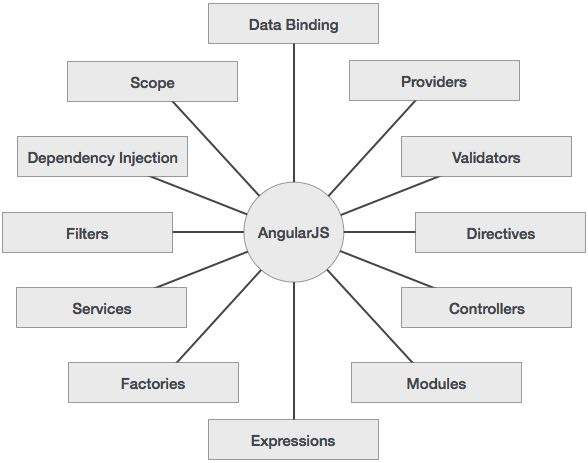 Data Binding
Scope
Providers
Dependency Injection
Validators
Filters
AngularJS
Directives
Services
Controllers
Factories
Modules
Expressions